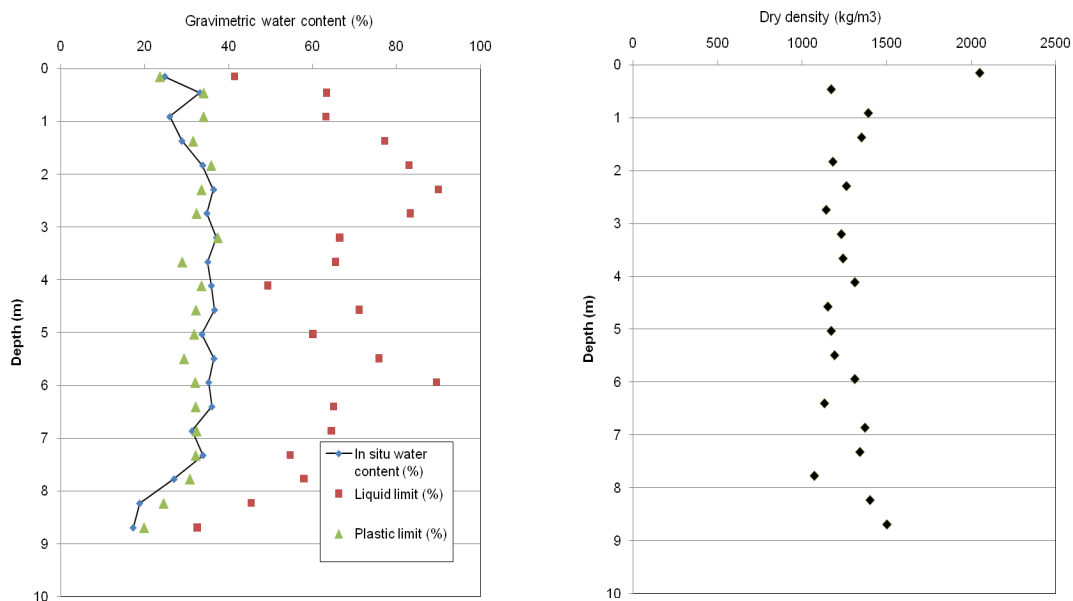 Gravimetric water content (%)
0 20 40 60 80 100
0
1
2
3
4
5
6
7
8
9
10
Depth (m)
In situ water
content (%)
Liquid limit (%)
Plastic limit (%)
Dry density (kg/m3)
0 500 1000 1500 2000 2500
0
1
2
3
4
5
6
7
8
9
10
Depth (m)